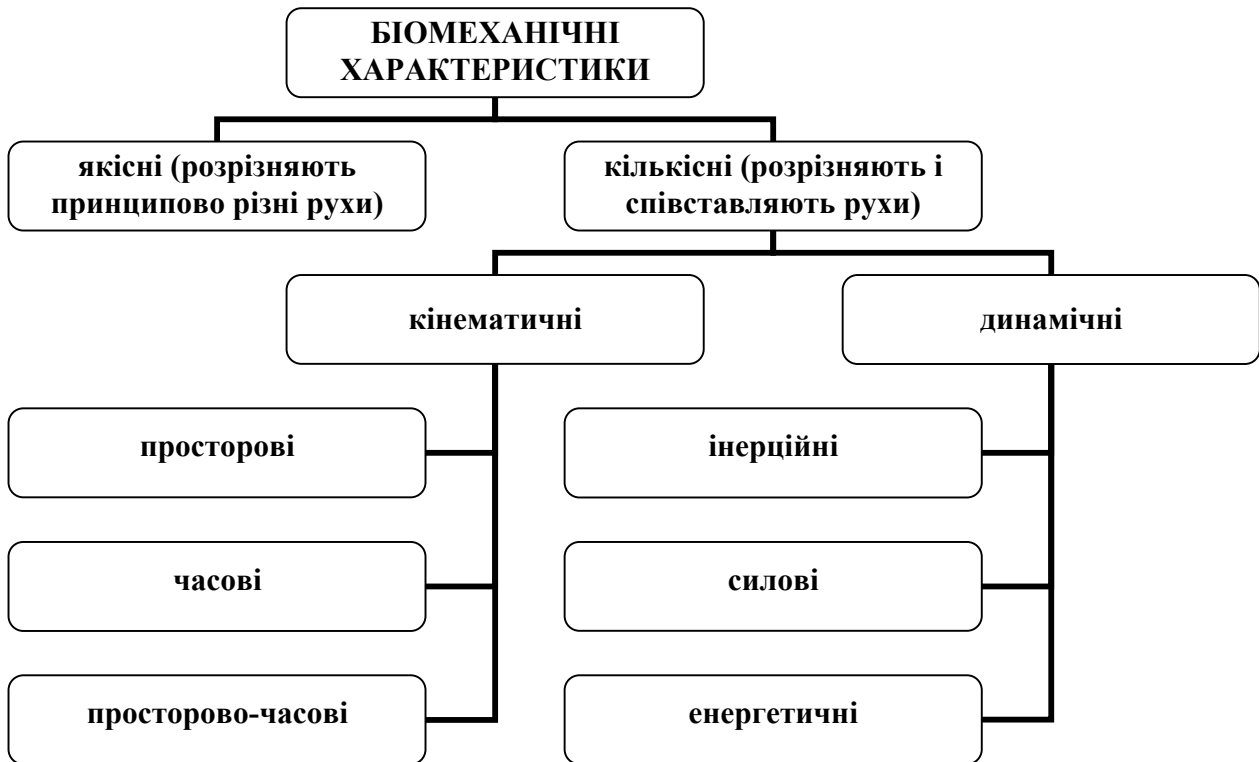 БІОМЕХАНІЧНІ
ХАРАКТЕРИСТИКИ
якісні (розрізняють
принципово різні рухи)
кількісні (розрізняють і
співставляють рухи)
кінематичні
динамічні
просторові
інерційні
часові
силові
просторово-часові
енергетичні